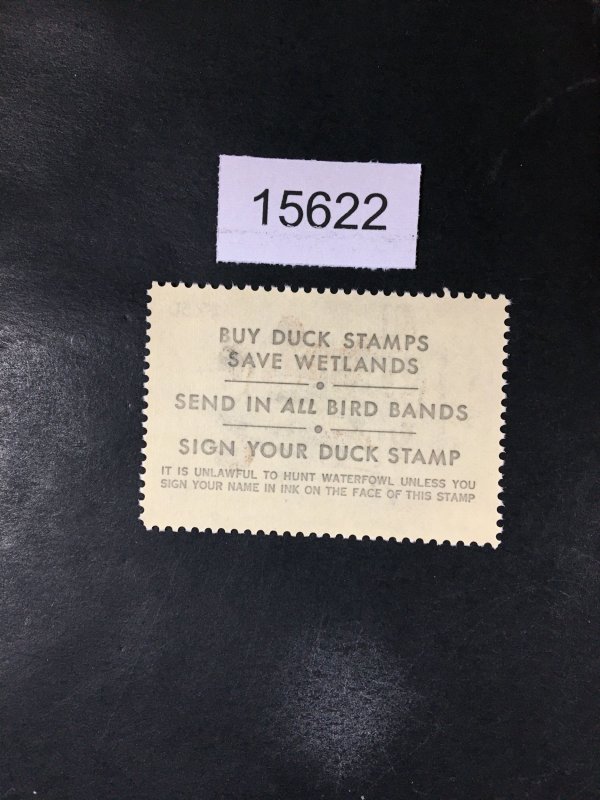 15622
BUY DUCK STAMPS
SAVE WETLANDS
SEND IN ALL BIRD BANDS
SIGN YOUR DUCK STAMP
IT IS UNLAWFUL TO HUNT WATERFOWL UNLESS YOU
SIGN YOUR NAME IN INK ON THE FACE OF THIS STAMP